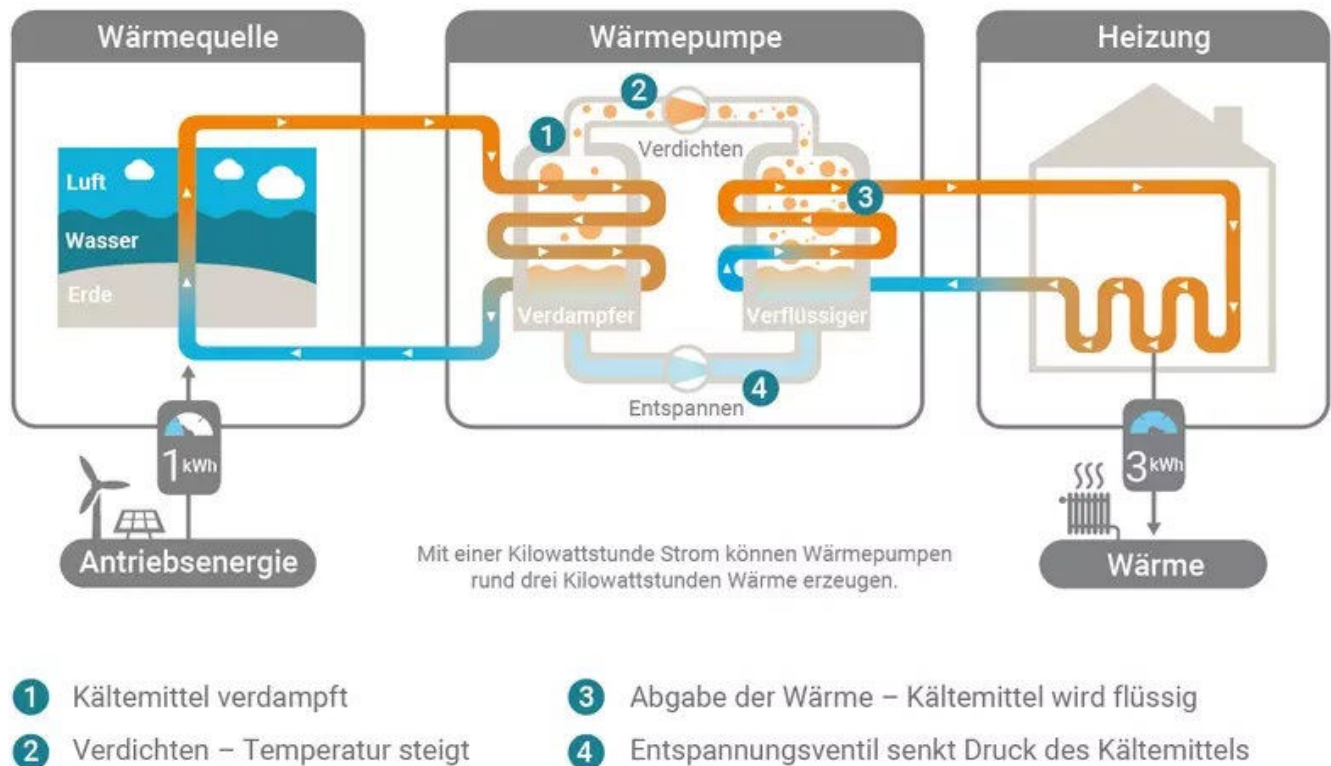 Wärmequelle
Wärmepumpe
Heizung
Luft
Wasser
Erde
1
2
Verdichten
3
Verdampfer
Verflüssiger
4
Entspannen
1 kWh
3 kWh
Antriebsenergie
Mit einer Kilowattstunde Strom können Wärmepumpen
rund drei Kilowattstunden Wärme erzeugen.
Wärme
1 Kältemittel verdampft
2 Verdichten – Temperatur steigt
3 Abgabe der Wärme – Kältemittel wird flüssig
4 Entspannungsventil senkt Druck des Kältemittels